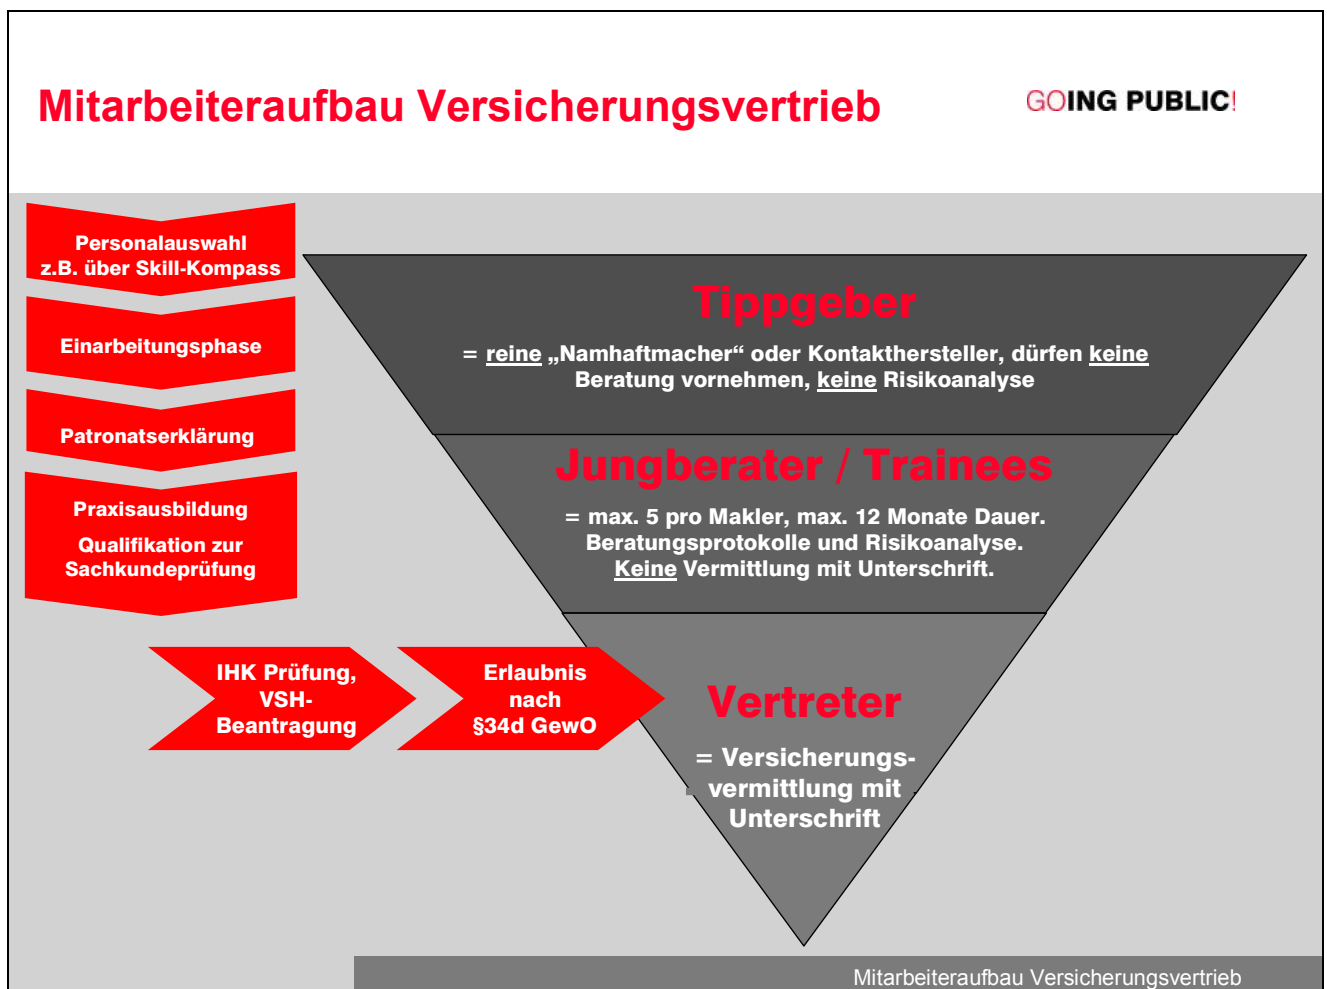 Mitarbeiteraufbau Versicherungsvertrieb
GOING PUBLIC!
Personalauswahl
z.B. über Skill-Kompass
Einarbeitungsphase
Patronatserklärung
Praxisausbildung
Qualifikation zur
Sachkundeprüfung
Tippgeber
= reine „Namhaftmacher“ oder Kontakthersteller, dürfen keine
Beratung vornehmen, keine Risikoanalyse
Jungberater / Trainees
= max. 5 pro Makler, max. 12 Monate Dauer.
Beratungsprotokolle und Risikoanalyse.
Keine Vermittlung mit Unterschrift.
IHK Prüfung,
VSH-
Beantragung
Erlaubnis
nach
§34d GewO
Vertreter
= Versicherungs-
vermittlung mit
Unterschrift
Mitarbeiteraufbau Versicherungsvertrieb